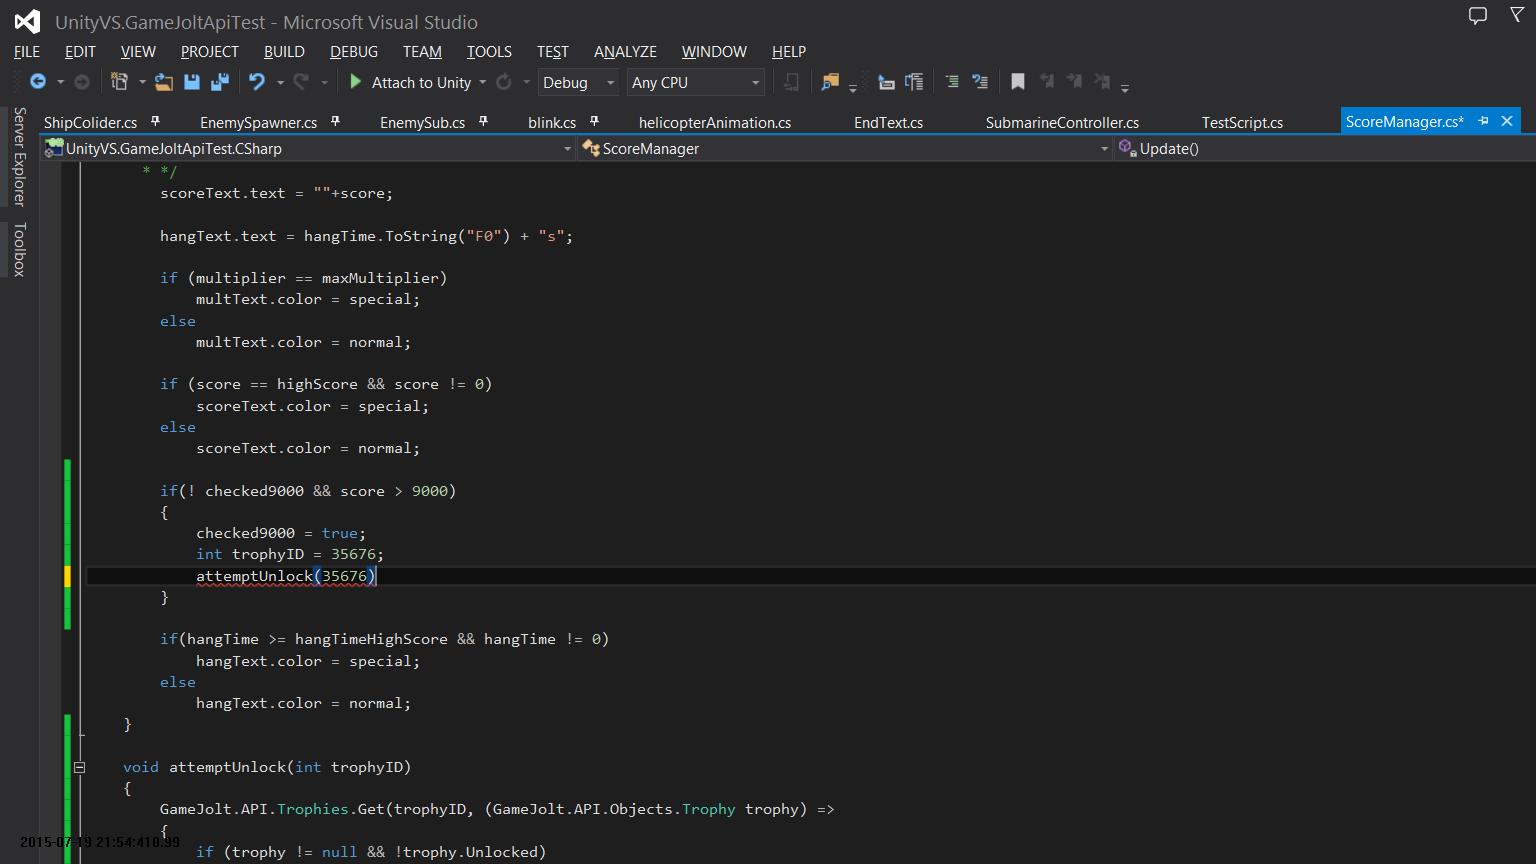 UnityVS.GameJoltApiTest - Microsoft Visual Studio
FILE EDIT VIEW PROJECT BUILD DEBUG TEAM TOOLS TEST ANALYZE WINDOW HELP
Attach to Unity Debug Any CPU
Server Explorer
Toolbox
ShipColider.cs EnemySpawner.cs EnemySub.cs blink.cs helicopterAnimation.cs EndText.cs SubmarineController.cs TestScript.cs ScoreManager.cs*
UnityVS.GameJoltApiTest.CSharp ScoreManager Update()
* */
scoreText.text = ""+score;
hangText.text = hangTime.ToString("F0") + "s";
if (multiplier == maxMultiplier)
multText.color = special;
else
multText.color = normal;
if (score == highScore && score != 0)
scoreText.color = special;
else
scoreText.color = normal;
if(! checked9000 && score > 9000)
{
checked9000 = true;
int trophyID = 35676;
attemptUnlock(35676)
}
if(hangTime >= hangTimeHighScore && hangTime != 0)
hangText.color = special;
else
hangText.color = normal;
}
void attemptUnlock(int trophyID)
{
GameJolt.API.Trophies.Get(trophyID, (GameJolt.API.Objects.Trophy trophy) =>
{
2015-07-19 21:54:410.99
if (trophy != null && !trophy.Unlocked)